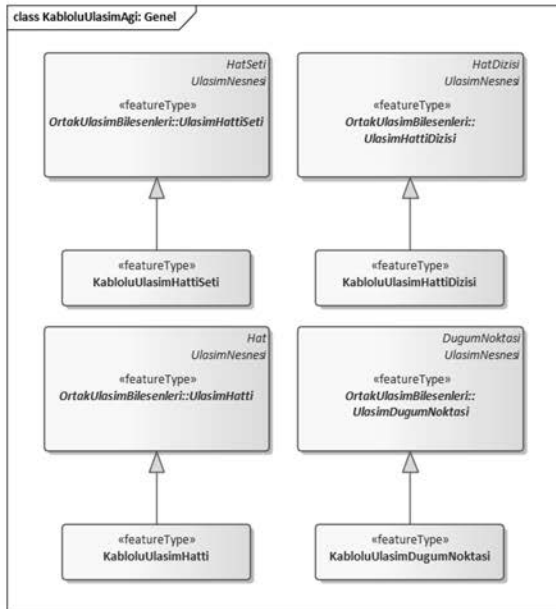 class KabloluUlasimAgi: Genel
HatSeti
UlasimNesnesi
«featureType»
OrtakUlasimBilesenleri::UlasimHattiSeti
HatDizisi
UlasimNesnesi
«featureType»
OrtakUlasimBilesenleri::
UlasimHattiDizisi
«featureType»
KabloluUlasimHattiSeti
«featureType»
KabloluUlasimHattiDizisi
Hat
UlasimNesnesi
«featureType»
OrtakUlasimBilesenleri::UlasimHatti
DugumNoktasi
UlasimNesnesi
«featureType»
OrtakUlasimBilesenleri::
UlasimDugumNoktasi
«featureType»
KabloluUlasimHatti
«featureType»
KabloluUlasimDugumNoktasi